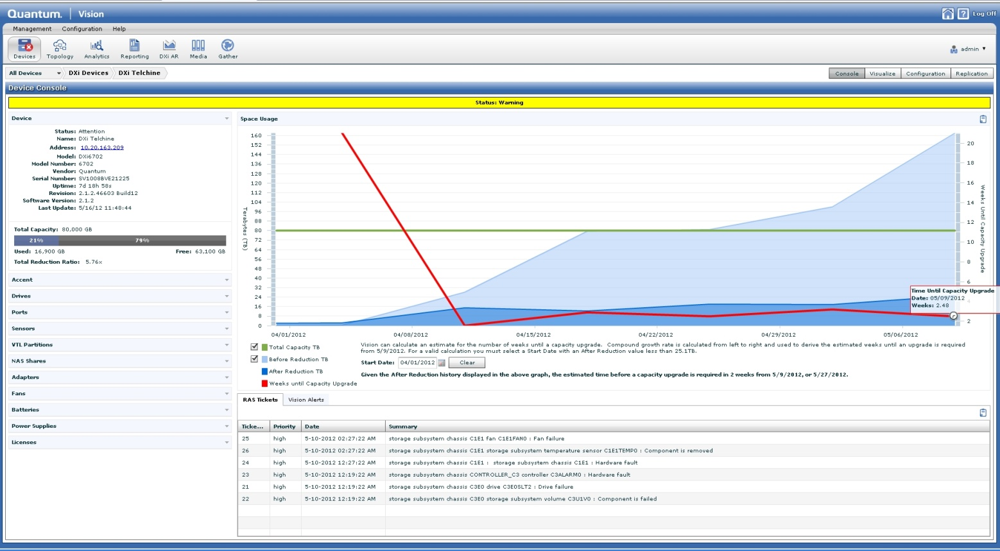 Quantum. | Vision
Log Off
Management Configuration Help
Devices Topology Analytics Reporting DXi AR Media Gather
admin
All Devices DXi Devices DXi Telchine
Console Visualize Configuration Replication
Device Console
Status: Warning
Device
Status: Attention
Name: DXi Telchine
Address: 10.20.163.209
Model: DXi6702
Model Number: 6702
Vendor: Quantum
Serial Number: SV1008BVE21225
Uptime: 7d 18h 58s
Revision: 2.1.2.46603 Build12
Software Version: 2.1.2
Last Update: 5/16/12 11:48:44
Total Capacity: 80,000 GB
21% 79%
Used: 16,900 GB Free: 63,100 GB
Total Reduction Ratio: 5.76x
Accent
Drives
Ports
Sensors
VTL Partitions
NAS Shares
Adapters
Fans
Batteries
Power Supplies
Licenses
Space Usage
Terabytes (TB)
160
152
144
136
128
120
112
104
96
88
80
72
64
56
48
40
32
24
16
8
0
20
18
16
14
12
10
8
6
4
2
Weeks Until Capacity Upgrade
Time Until Capacity Upgrade
Date: 05/09/2012
Weeks: 2.48
04/01/2012 04/08/2012 04/15/2012 04/22/2012 04/29/2012 05/06/2012
Total Capacity TB
Before Reduction TB
After Reduction TB
Weeks until Capacity Upgrade
Vision can calculate an estimate for the number of weeks until a capacity upgrade. Compound growth rate is calculated from left to right and used to derive the estimated weeks until an upgrade is required
from 5/9/2012. For a valid calculation you must select a Start Date with an After Reduction value less than 25.1TB.
Start Date: 04/01/2012 Clear
Given the After Reduction history displayed in the above graph, the estimated time before a capacity upgrade is required in 2 weeks from 5/9/2012, or 5/27/2012.
RAS Tickets Vision Alerts
Ticke... Priority Date Summary
25 high 5-10-2012 02:27:22 AM storage subsystem chassis C1E1 fan C1E1FAN0 : Fan failure
26 high 5-10-2012 02:27:22 AM storage subsystem chassis C1E1 storage subsystem temperature sensor C1E1TEMP0 : Component is removed
24 high 5-10-2012 12:27:22 AM storage subsystem chassis C1E1 : storage subsystem chassis C1E1 : Hardware fault
23 high 5-10-2012 12:19:22 AM storage subsystem chassis CONTROLLER_C3 controller C3ALARM0 : Hardware fault
21 high 5-10-2012 12:19:22 AM storage subsystem chassis C3E0 drive C3E0SLT2 : Drive failure
22 high 5-10-2012 12:19:22 AM storage subsystem chassis C3E0 storage subsystem volume C3U1V0 : Component is failed